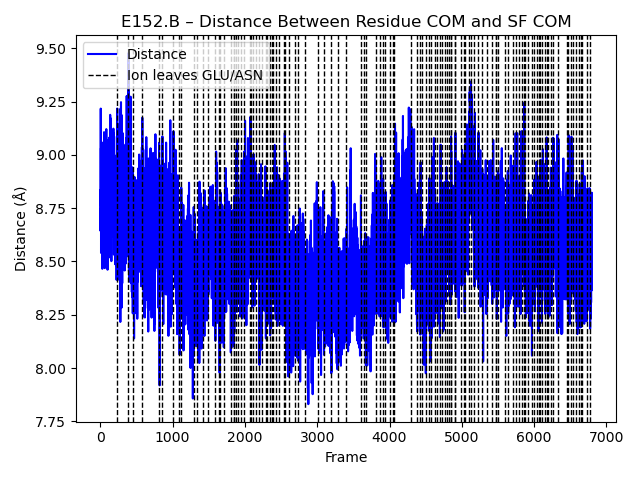 E152.B – Distance Between Residue COM and SF COM
Distance
Ion leaves GLU/ASN
Distance (Å)
9.50
9.25
9.00
8.75
8.50
8.25
8.00
7.75
0 1000 2000 3000 4000 5000 6000 7000
Frame